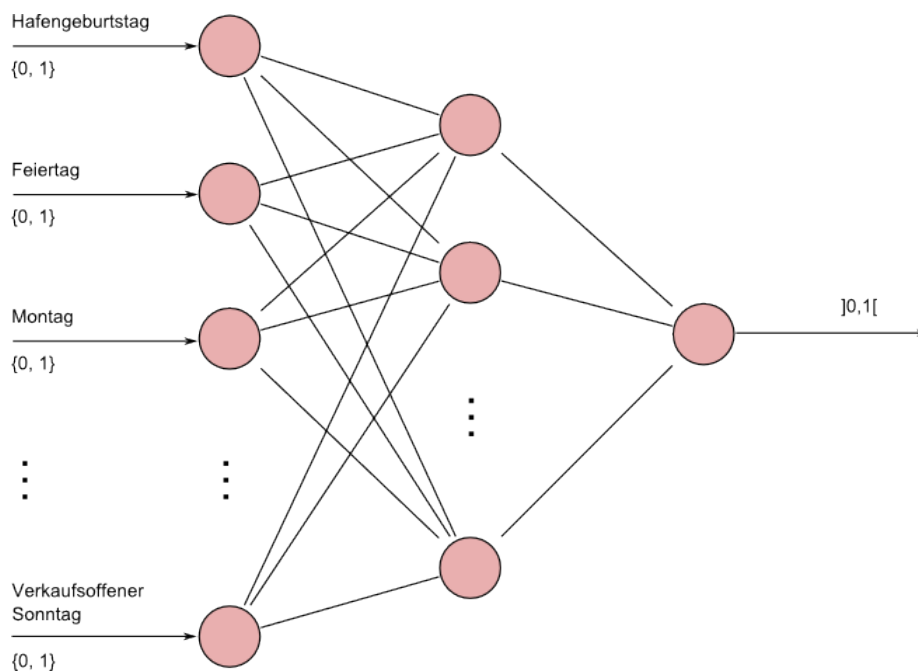 Hafengeburtstag
{0, 1}
Feiertag
{0, 1}
Montag
{0, 1}
]0,1[
Verkaufsoffener
Sonntag
{0, 1}